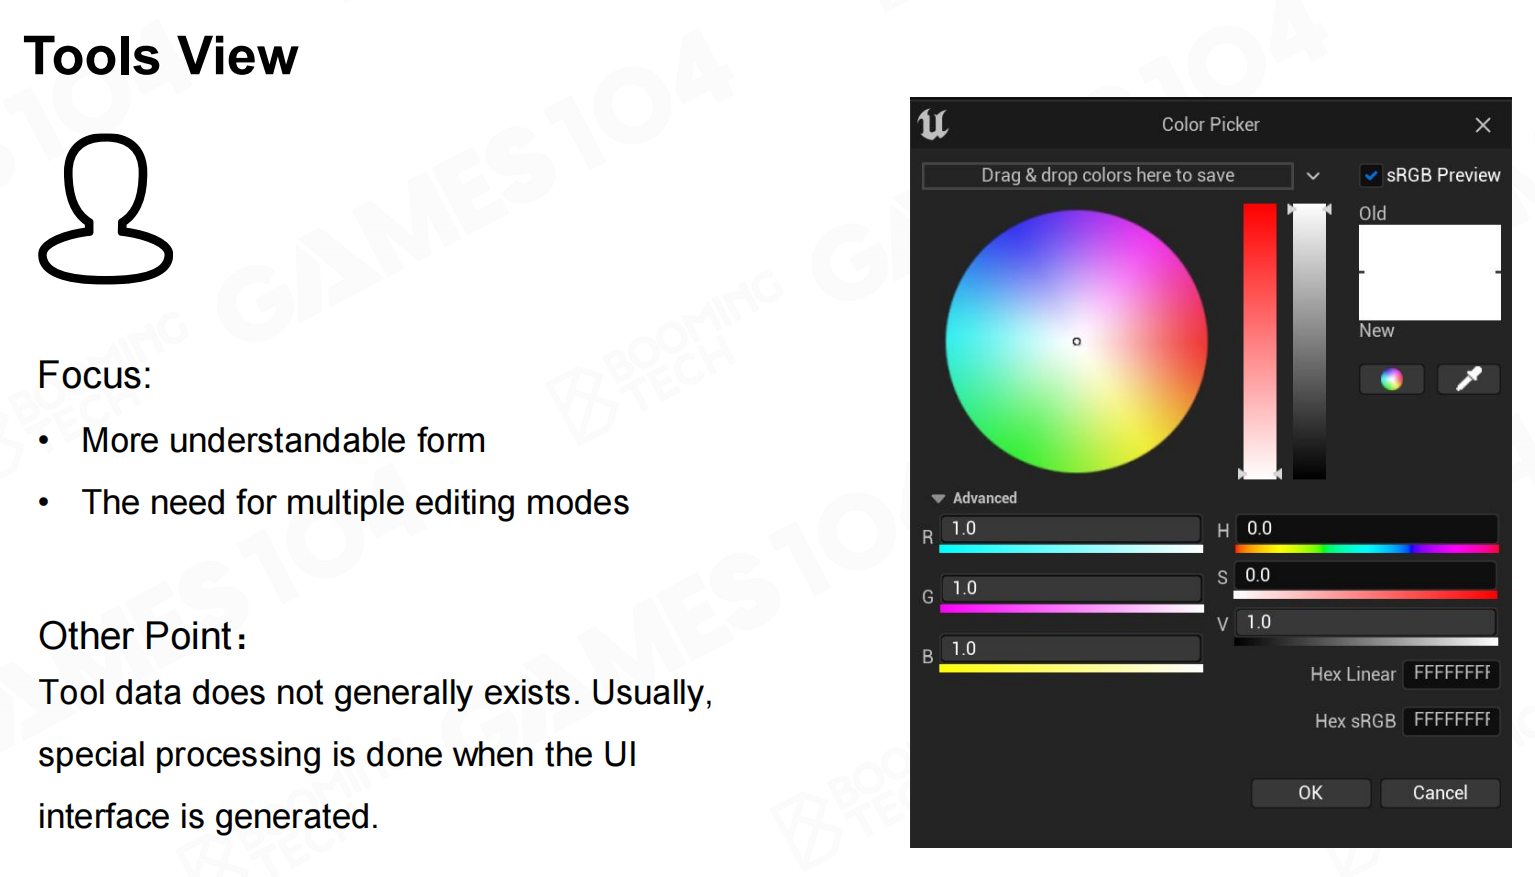 Tools View
Focus:
• More understandable form
• The need for multiple editing modes
Other Point：
Tool data does not generally exists. Usually,
special processing is done when the UI
interface is generated.
Color Picker
Drag & drop colors here to save
sRGB Preview
Old
New
Advanced
R 1.0
G 1.0
B 1.0
H 0.0
S 0.0
V 1.0
Hex Linear FFFFFFFF
Hex sRGB FFFFFFFF
OK Cancel
GAMES104
BOOMING TECH